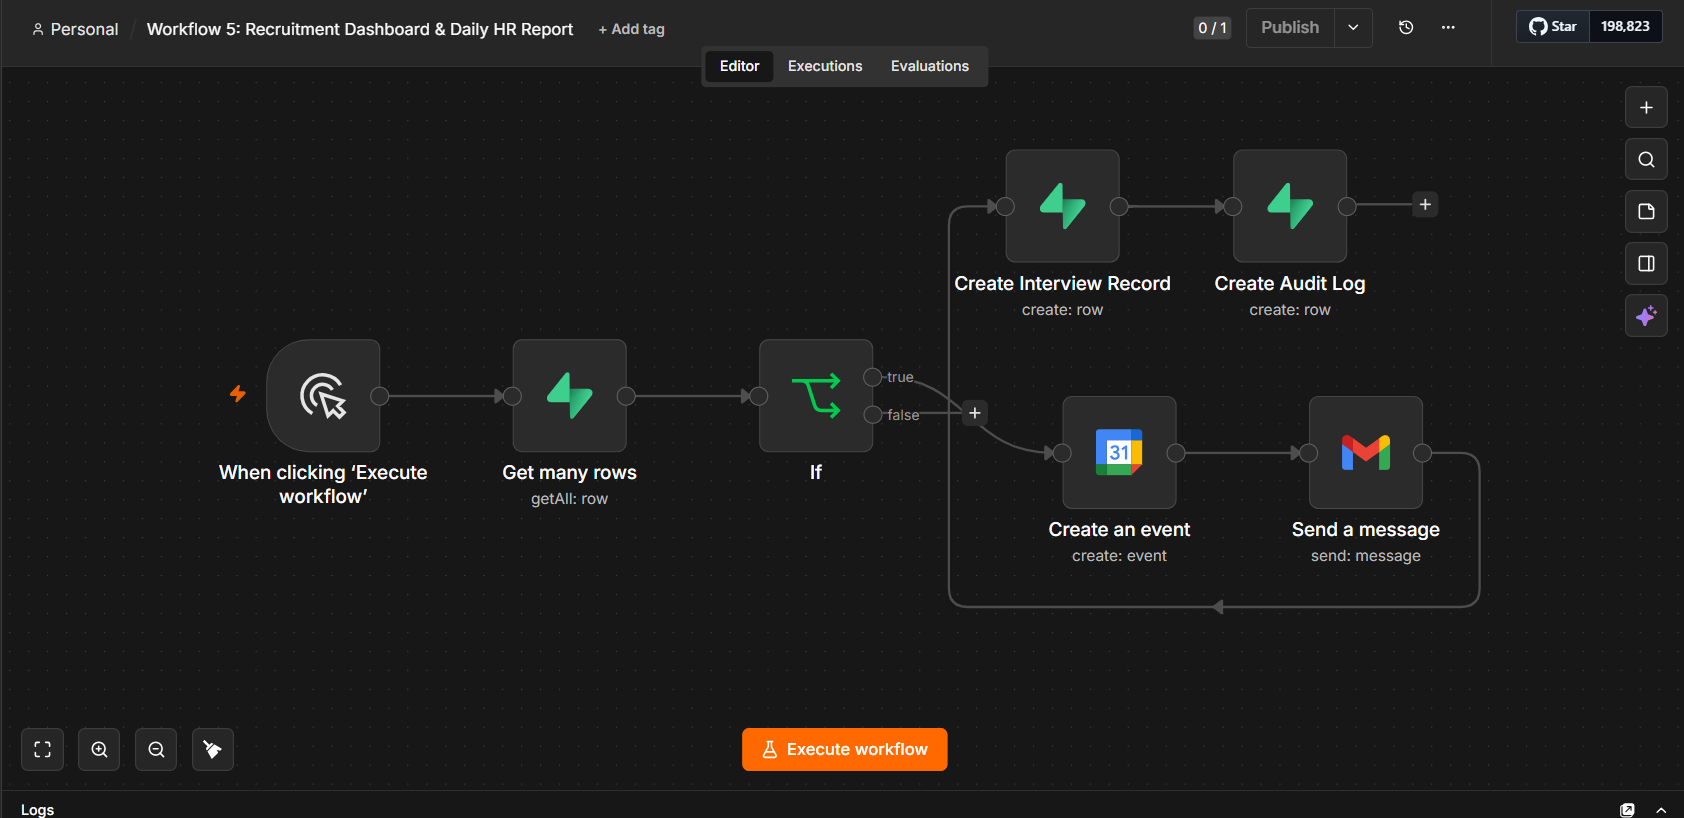 Personal / Workflow 5: Recruitment Dashboard & Daily HR Report + Add tag
0 / 1
Publish
Star 198,823
Editor Executions Evaluations
Create Interview Record
create: row
Create Audit Log
create: row
+
true
false
+
When clicking ‘Execute
workflow’
Get many rows
getAll: row
If
31
Create an event
create: event
Send a message
send: message
Execute workflow
Logs